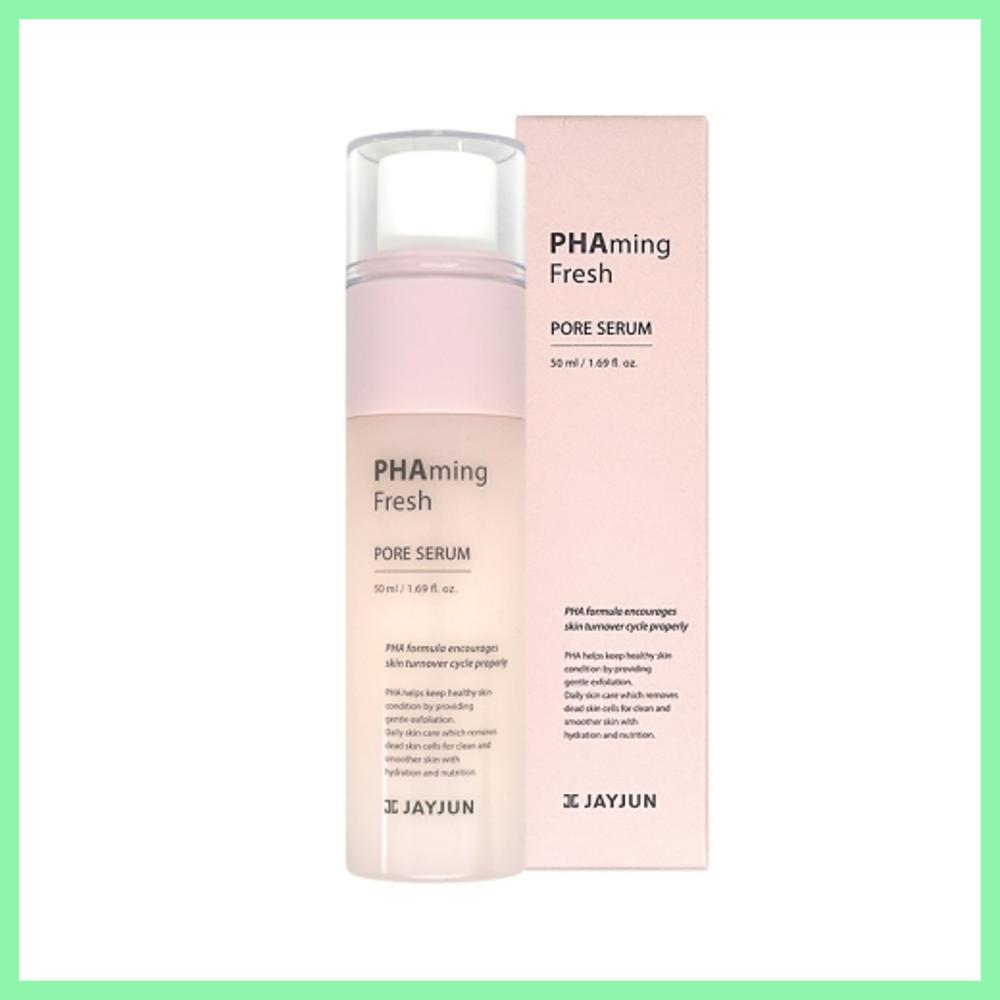 PHAming
Fresh
PORE SERUM
50 ml / 1.69 fl. oz.
PHA formula encourages
skin turnover cycle properly
PHA helps keep healthy skin
condition by providing
gentle exfoliation.
Daily skin care which removes
dead skin cells for clean and
smoother skin with
hydration and nutrition.
JAYJUN
PHAming
Fresh
PORE SERUM
50 ml / 1.69 fl. oz.
PHA formula encourages
skin turnover cycle properly
PHA helps keep healthy skin
condition by providing
gentle exfoliation.
Daily skin care which removes
dead skin cells for clean and
smoother skin with
hydration and nutrition.
JAYJUN